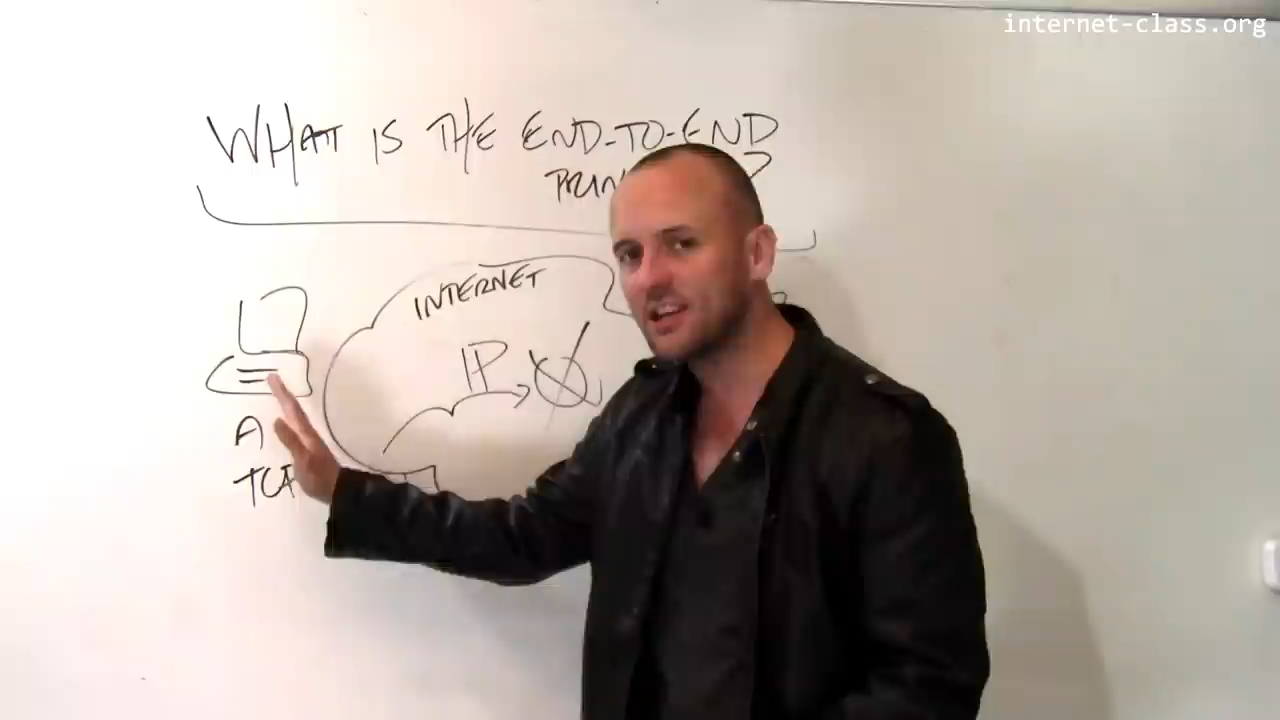 internet-class.org
WHAT IS THE END-TO-END
?
INTERNET
IP
A